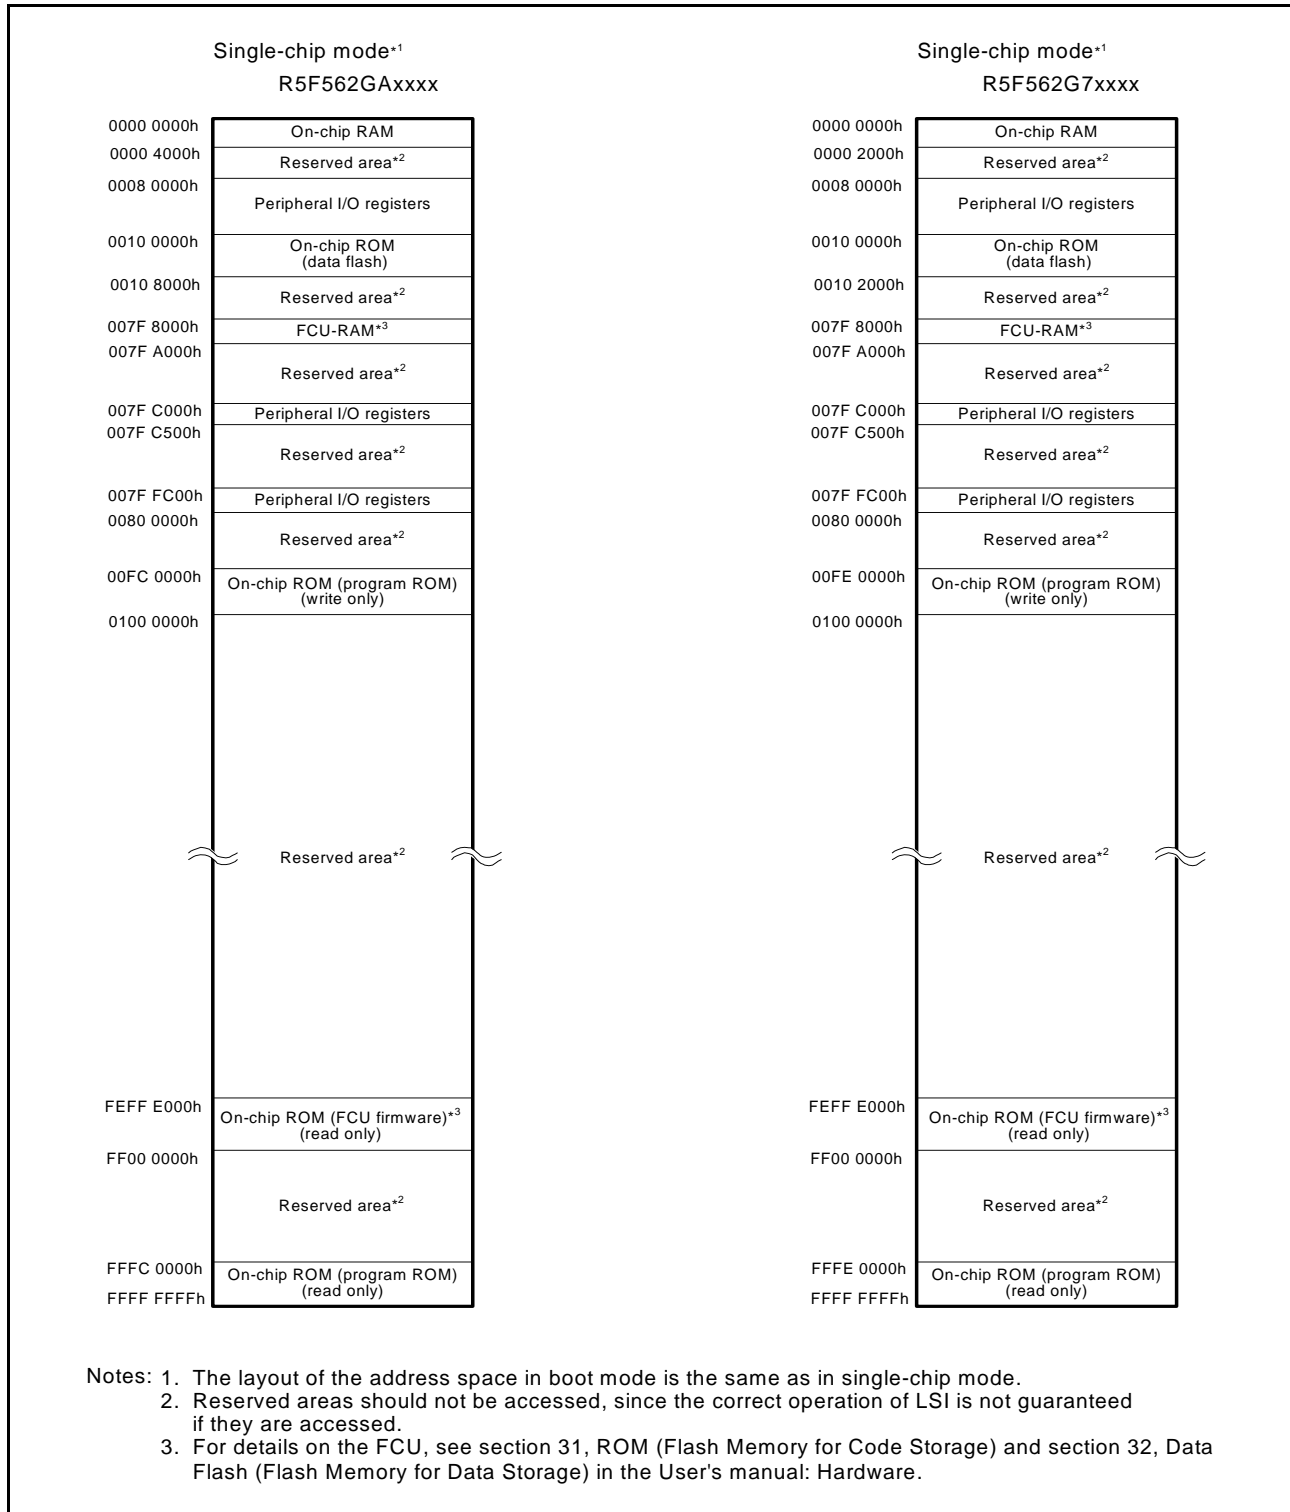 Single-chip mode*1
R5F562GAxxxx
0000 0000h
On-chip RAM
0000 4000h
Reserved area*2
0008 0000h
Peripheral I/O registers
0010 0000h
On-chip ROM
(data flash)
0010 8000h
Reserved area*2
007F 8000h
FCU-RAM*3
007F A000h
Reserved area*2
007F C000h
Peripheral I/O registers
007F C500h
Reserved area*2
007F FC00h
Peripheral I/O registers
0080 0000h
Reserved area*2
00FC 0000h
On-chip ROM (program ROM)
(write only)
0100 0000h
Reserved area*2
FEFF E000h
On-chip ROM (FCU firmware)*3
(read only)
FF00 0000h
Reserved area*2
FFFC 0000h
On-chip ROM (program ROM)
(read only)
FFFF FFFFh
Single-chip mode*1
R5F562G7xxxx
0000 0000h
On-chip RAM
0000 2000h
Reserved area*2
0008 0000h
Peripheral I/O registers
0010 0000h
On-chip ROM
(data flash)
0010 2000h
Reserved area*2
007F 8000h
FCU-RAM*3
007F A000h
Reserved area*2
007F C000h
Peripheral I/O registers
007F C500h
Reserved area*2
007F FC00h
Peripheral I/O registers
0080 0000h
Reserved area*2
00FE 0000h
On-chip ROM (program ROM)
(write only)
0100 0000h
Reserved area*2
FEFF E000h
On-chip ROM (FCU firmware)*3
(read only)
FF00 0000h
Reserved area*2
FFFE 0000h
On-chip ROM (program ROM)
(read only)
FFFF FFFFh
Notes: 1. The layout of the address space in boot mode is the same as in single-chip mode.
2. Reserved areas should not be accessed, since the correct operation of LSI is not guaranteed
if they are accessed.
3. For details on the FCU, see section 31, ROM (Flash Memory for Code Storage) and section 32, Data
Flash (Flash Memory for Data Storage) in the User's manual: Hardware.